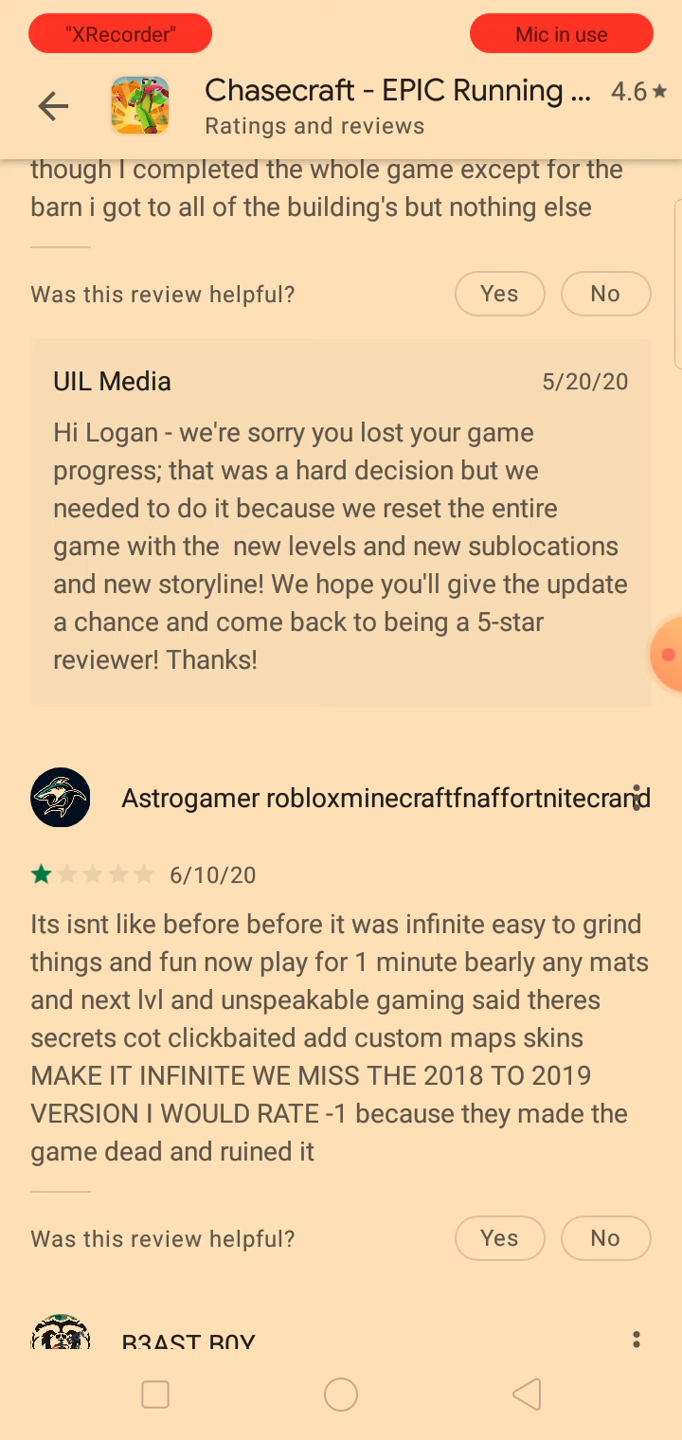 "XRecorder"
Mic in use
Chasecraft - EPIC Running ...
4.6★
Ratings and reviews
though I completed the whole game except for the
barn i got to all of the building's but nothing else
Was this review helpful?
Yes
No
UIL Media
5/20/20
Hi Logan - we're sorry you lost your game
progress; that was a hard decision but we
needed to do it because we reset the entire
game with the  new levels and new sublocations
and new storyline! We hope you'll give the update
a chance and come back to being a 5-star
reviewer! Thanks!
Astrogamer robloxminecraftfnaffortnitecrand
6/10/20
Its isnt like before before it was infinite easy to grind
things and fun now play for 1 minute bearly any mats
and next lvl and unspeakable gaming said theres
secrets cot clickbaited add custom maps skins
MAKE IT INFINITE WE MISS THE 2018 TO 2019
VERSION I WOULD RATE -1 because they made the
game dead and ruined it
Was this review helpful?
Yes
No
B3AST B0Y